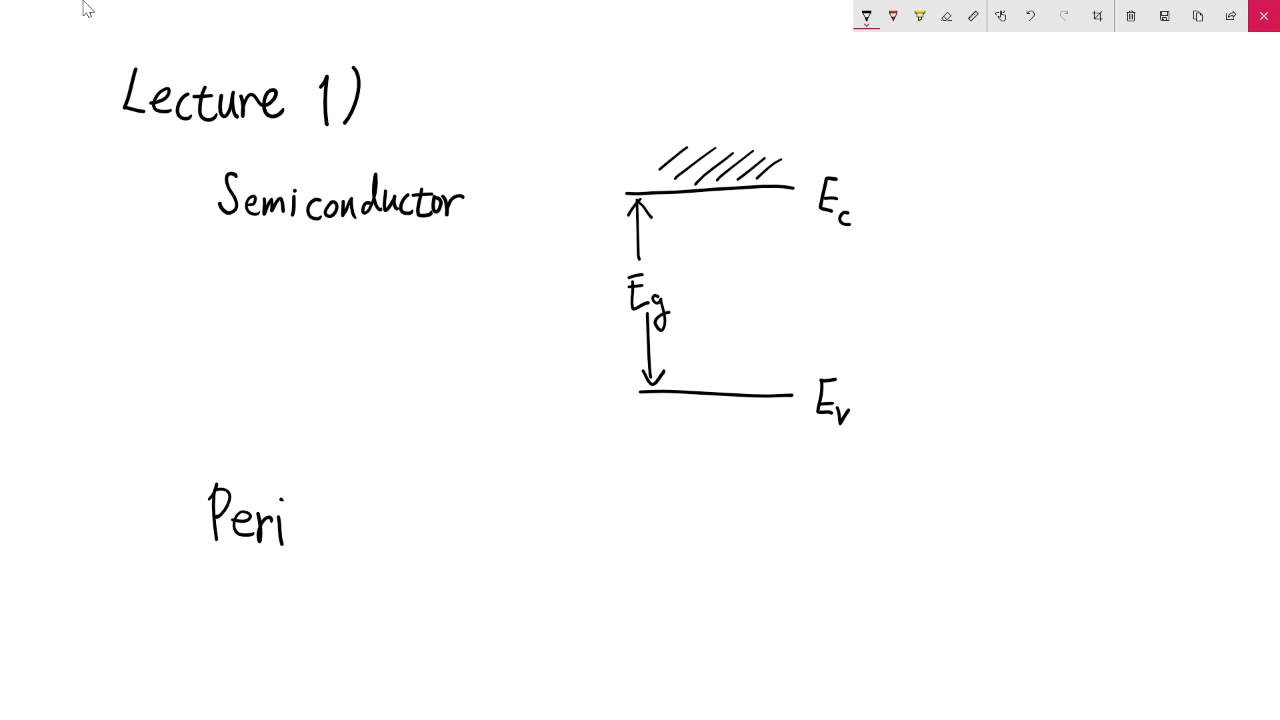 Lecture 1)
Semiconductor
Ec
Eg
Ev
Peri